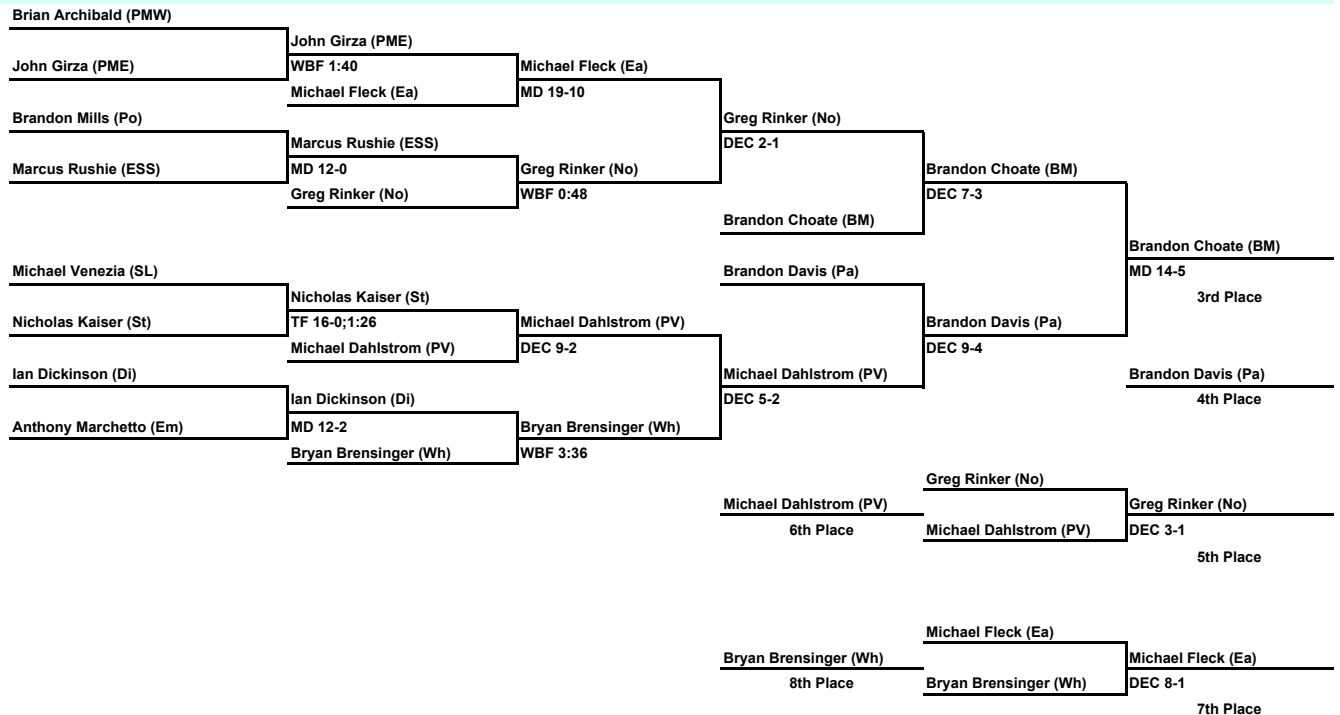 Brian Archibald (PMW)
John Girza (PME)
John Girza (PME)
WBF 1:40
Michael Fleck (Ea)
Michael Fleck (Ea)
MD 19-10
Brandon Mills (Po)
Greg Rinker (No)
Marcus Rushie (ESS)
DEC 2-1
Marcus Rushie (ESS)
MD 12-0
Greg Rinker (No)
Brandon Choate (BM)
Greg Rinker (No)
WBF 0:48
DEC 7-3
Brandon Choate (BM)
Brandon Choate (BM)
Michael Venezia (SL)
Brandon Davis (Pa)
MD 14-5
Nicholas Kaiser (St)
3rd Place
Nicholas Kaiser (St)
TF 16-0;1:26
Michael Dahlstrom (PV)
Brandon Davis (Pa)
Michael Dahlstrom (PV)
DEC 9-2
DEC 9-4
Ian Dickinson (Di)
Michael Dahlstrom (PV)
Brandon Davis (Pa)
Ian Dickinson (Di)
DEC 5-2
4th Place
Anthony Marchetto (Em)
MD 12-2
Bryan Brensinger (Wh)
Bryan Brensinger (Wh)
WBF 3:36
Greg Rinker (No)
Michael Dahlstrom (PV)
Greg Rinker (No)
6th Place
Michael Dahlstrom (PV)
DEC 3-1
5th Place
Michael Fleck (Ea)
Bryan Brensinger (Wh)
Michael Fleck (Ea)
8th Place
Bryan Brensinger (Wh)
DEC 8-1
7th Place